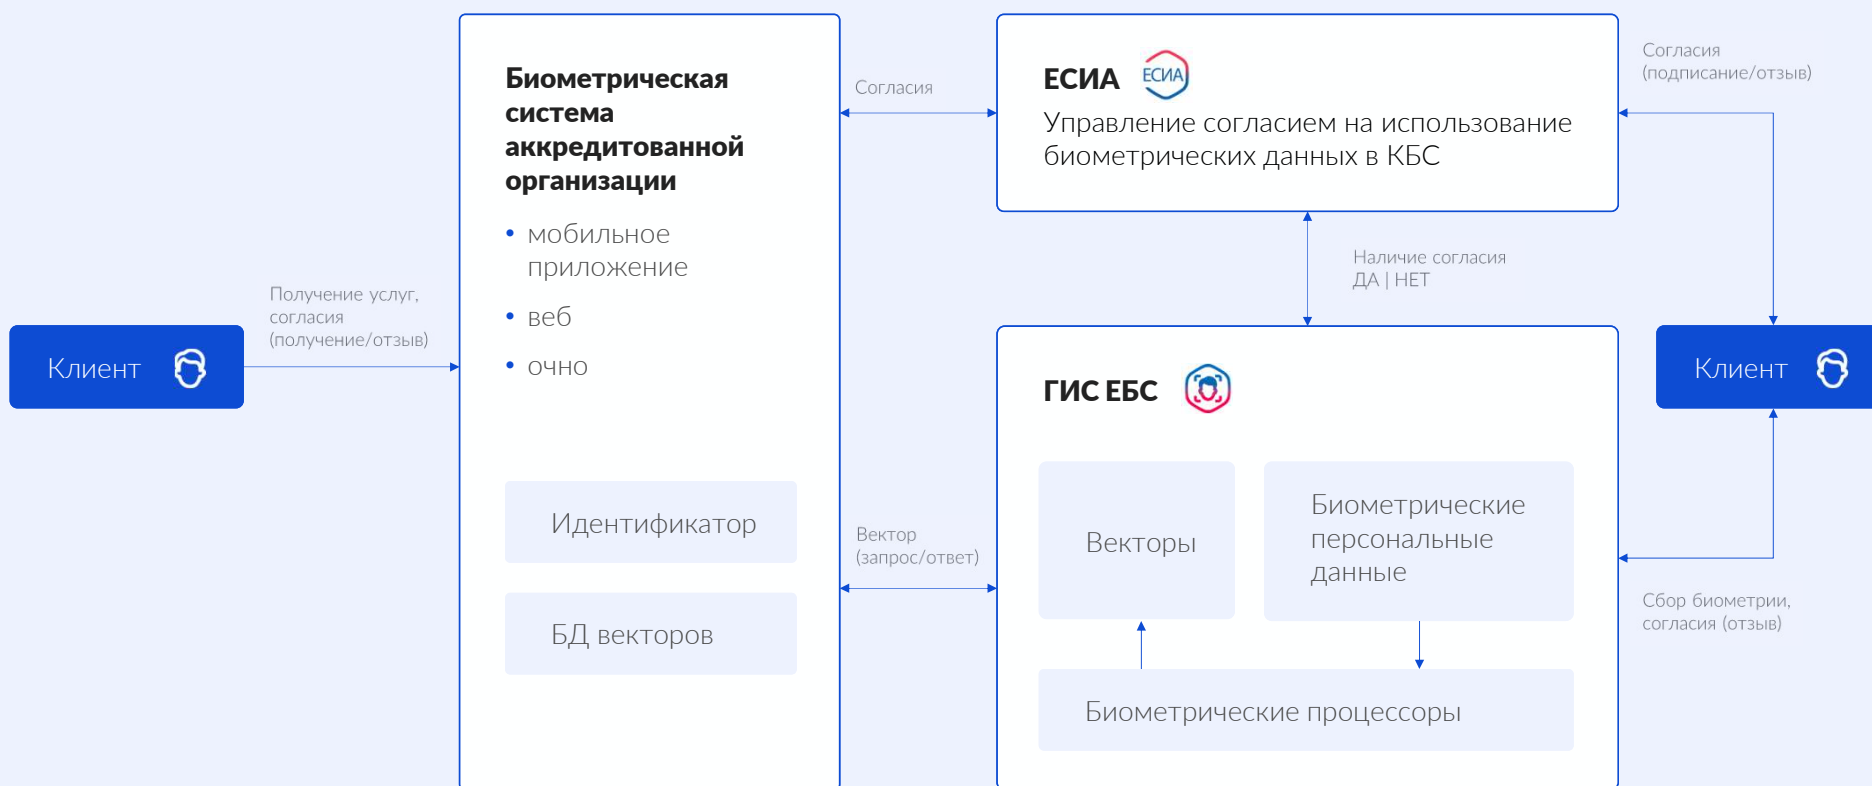 Биометрическая
система
аккредитованной
организации
• мобильное
приложение
• веб
• очно
Идентификатор
БД векторов
Получение услуг,
согласия
(получение/отзыв)
Клиент
Согласия
ЕСИА
ЕСИА
Управление согласием на использование
биометрических данных в КБС
Согласия
(подписание/отзыв)
Наличие согласия
ДА | НЕТ
Вектор
(запрос/ответ)
ГИС ЕБС
Векторы
Биометрические
персональные
данные
Биометрические процессоры
Клиент
Сбор биометрии,
согласия (отзыв)